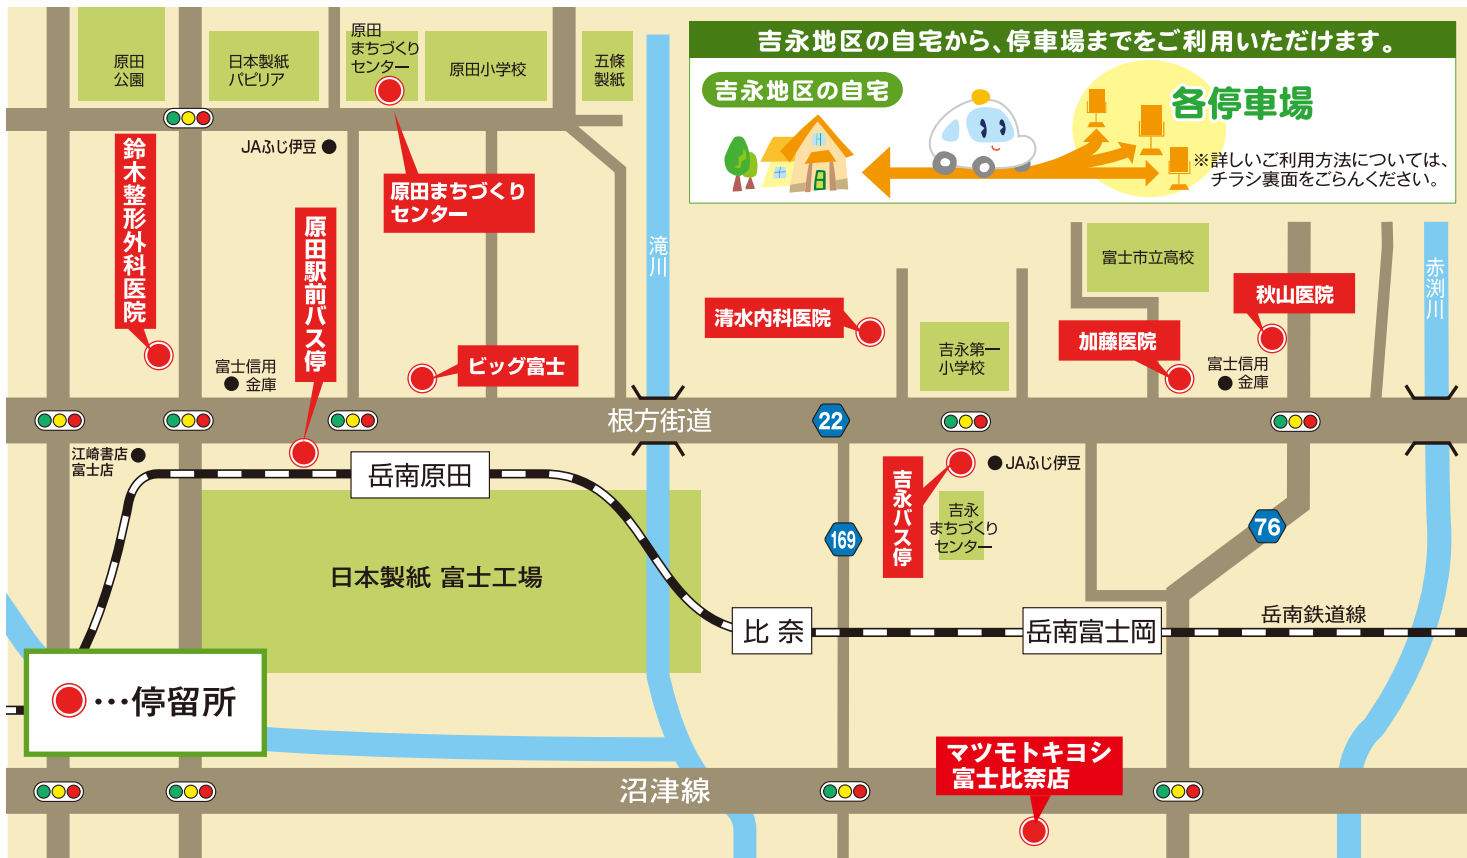 吉永地区の自宅から、停車場までをご利用いただけます。
吉永地区の自宅
各停車場
※詳しいご利用方法については、
チラシ裏面をごらんください。
原田
公園
日本製紙
パピリア
原田
まちづくり
センター
原田小学校
五條
製紙
JAふじ伊豆
鈴木整形外科医院
原田まちづくり
センター
原田駅前バス停
滝川
富士市立高校
赤渕川
秋山医院
清水内科医院
加藤医院
吉永第一
小学校
富士信用
金庫
ビッグ富士
富士信用
金庫
根方街道
22
江崎書店
富士店
岳南原田
吉永バス停
JAふじ伊豆
吉永
まちづくり
センター
169
76
日本製紙 富士工場
比奈
岳南富士岡
岳南鉄道線
…停留所
マツモトキヨシ
富士比奈店
沼津線